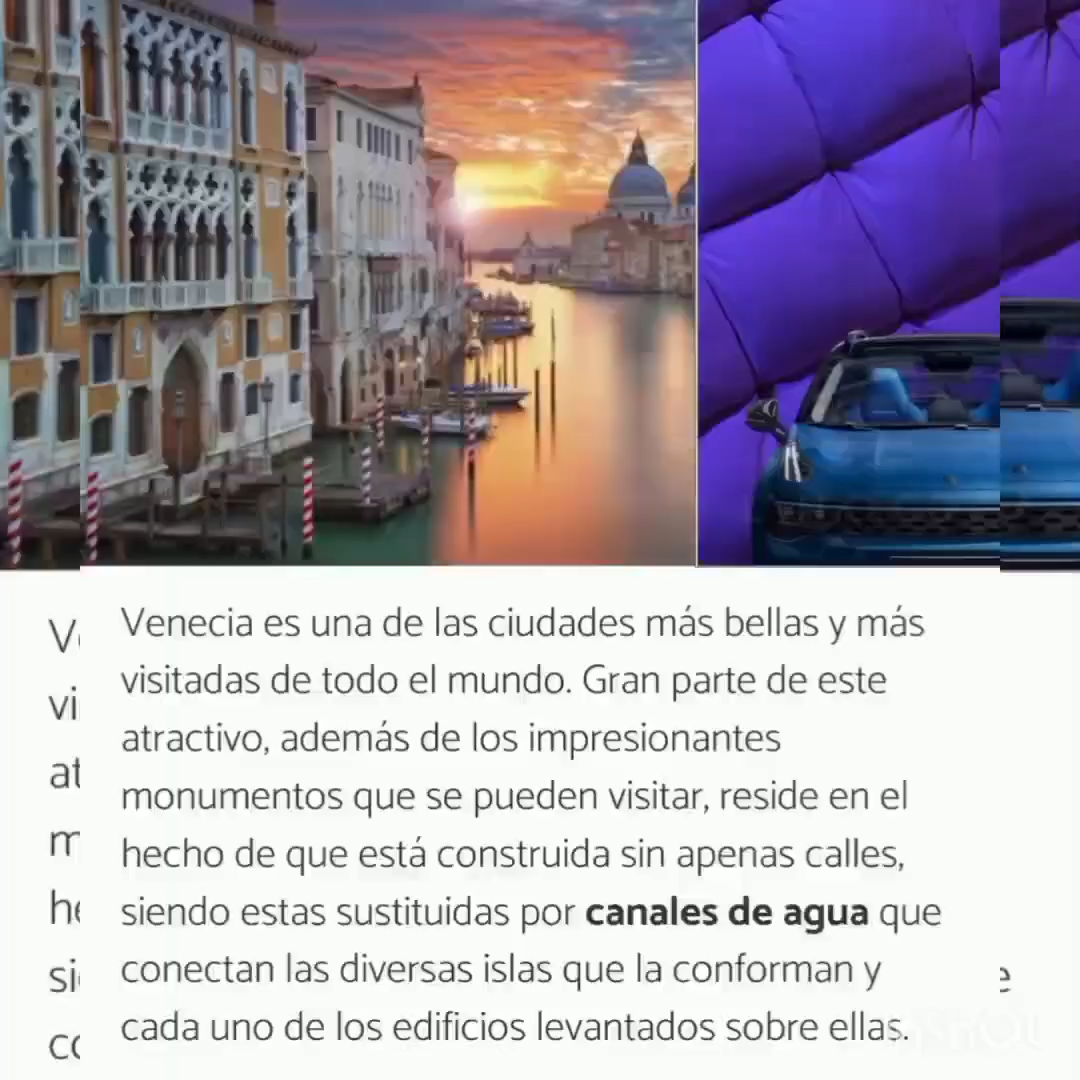 Venecia es una de las ciudades más bellas y más
visitadas de todo el mundo. Gran parte de este
atractivo, además de los impresionantes
monumentos que se pueden visitar, reside en el
hecho de que está construida sin apenas calles,
siendo estas sustituidas por canales de agua que
conectan las diversas islas que la conforman y
cada uno de los edificios levantados sobre ellas.